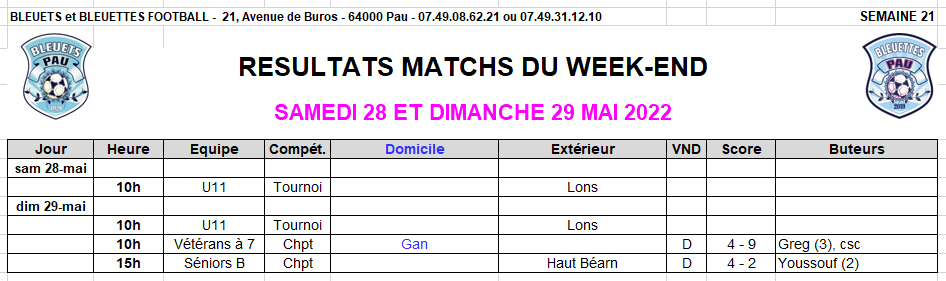 BLEUETS et BLEUETTES FOOTBALL - 21, Avenue de Buros - 64000 Pau - 07.49.08.62.21 ou 07.49.31.12.10 SEMAINE 21
BLEUETS
PAU
BLEUETTES
PAU
2019
RESULTATS MATCHS DU WEEK-END
SAMEDI 28 ET DIMANCHE 29 MAI 2022
Jour Heure Equipe Compét. Domicile Extérieur VND Score Buteurs
sam 28-mai
10h U11 Tournoi Lons
dim 29-mai
10h U11 Tournoi Lons
10h Vétérans à 7 Chpt Gan D 4 - 9 Greg (3), csc
15h Séniors B Chpt Haut Béarn D 4 - 2 Youssouf (2)